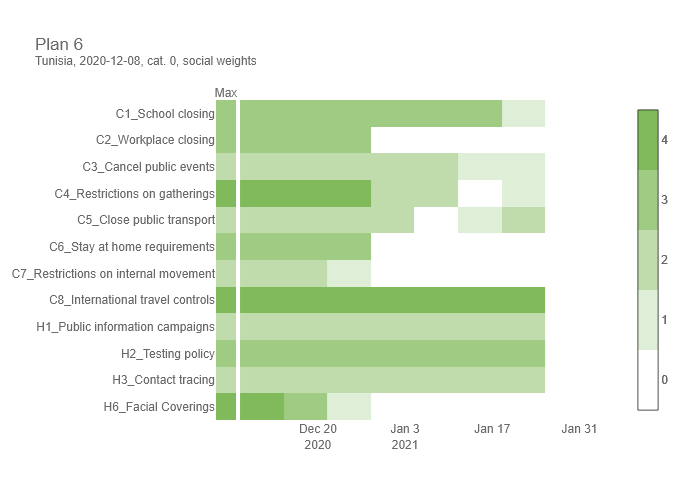 Plan 6
Tunisia, 2020-12-08, cat. 0, social weights
Max
C1_School closing
C2_Workplace closing
C3_Cancel public events
C4_Restrictions on gatherings
C5_Close public transport
C6_Stay at home requirements
C7_Restrictions on internal movement
C8_International travel controls
H1_Public information campaigns
H2_Testing policy
H3_Contact tracing
H6_Facial Coverings
Dec 20 Jan 3 Jan 17 Jan 31
2020 2021
4
3
2
1
0